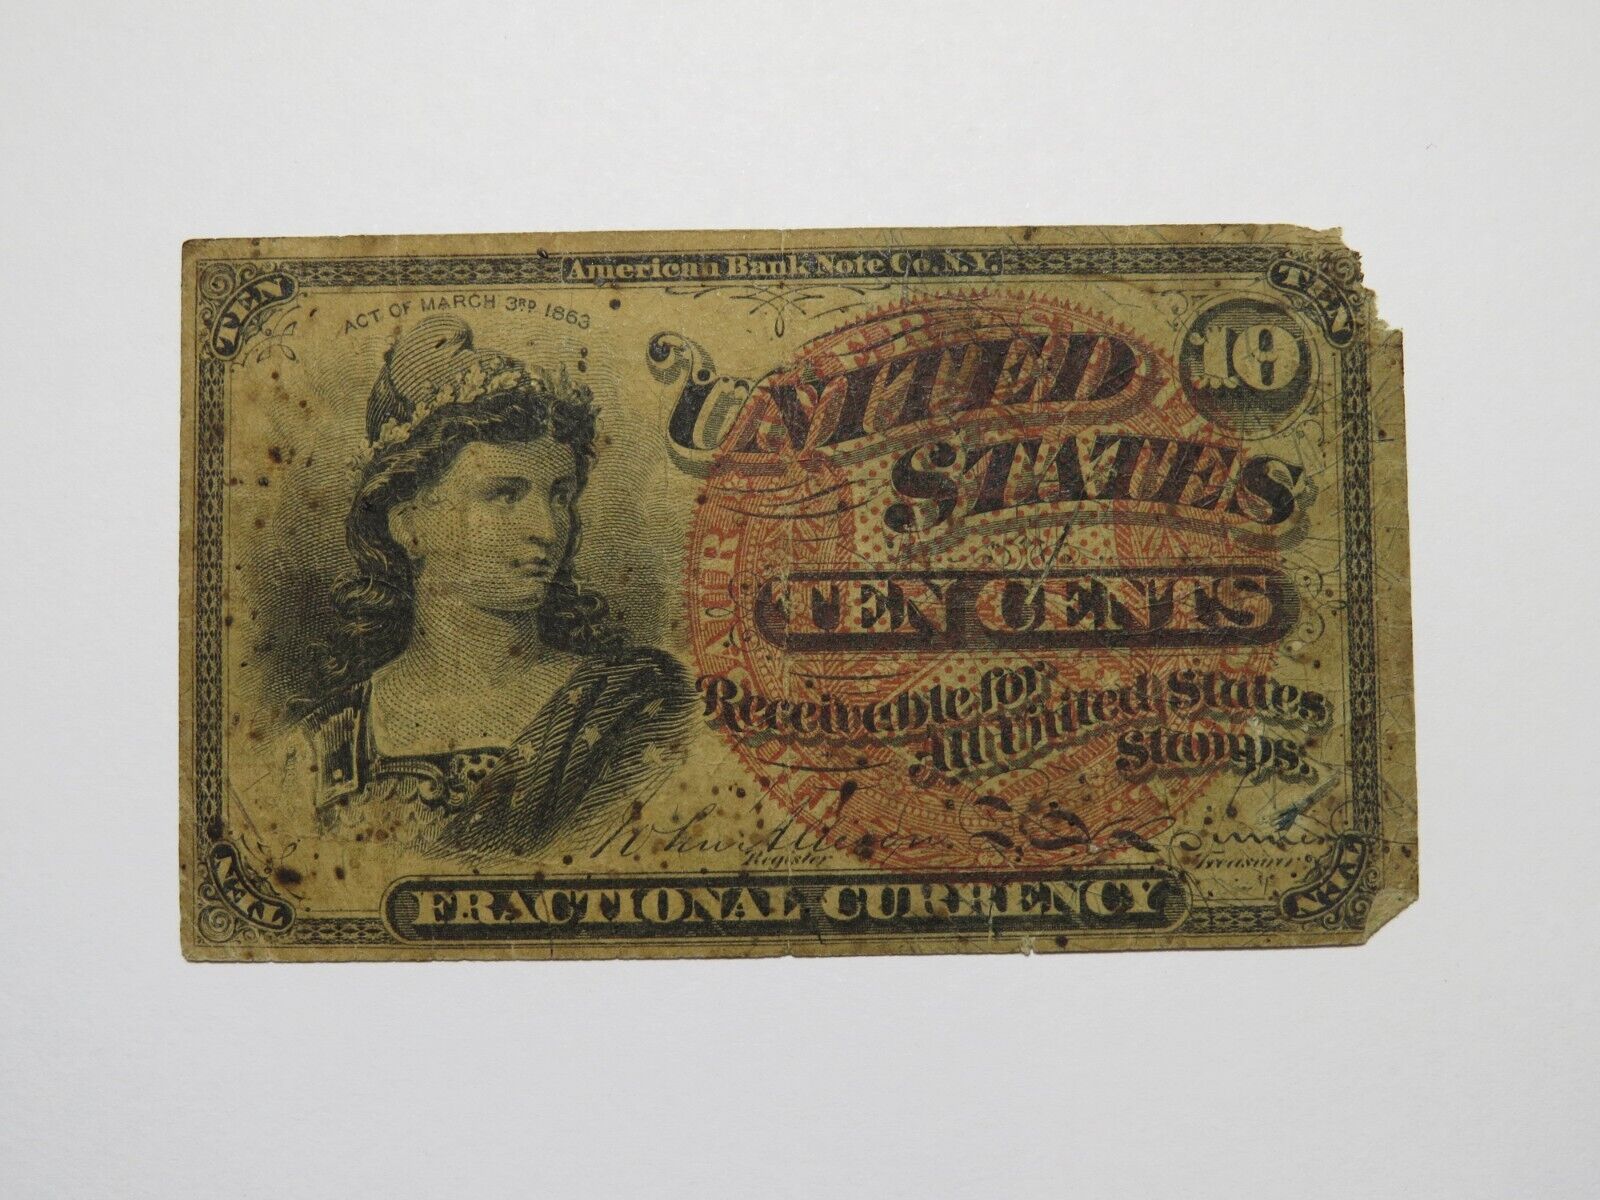 American Bank Note Co. N.Y.
TEN
TEN
ACT OF MARCH 3RD 1863
10
UNITED
STATES
TEN CENTS
Receivable for
all United States
Stamps.
Register
Treasurer
TEN
TEN
FRACTIONAL CURRENCY